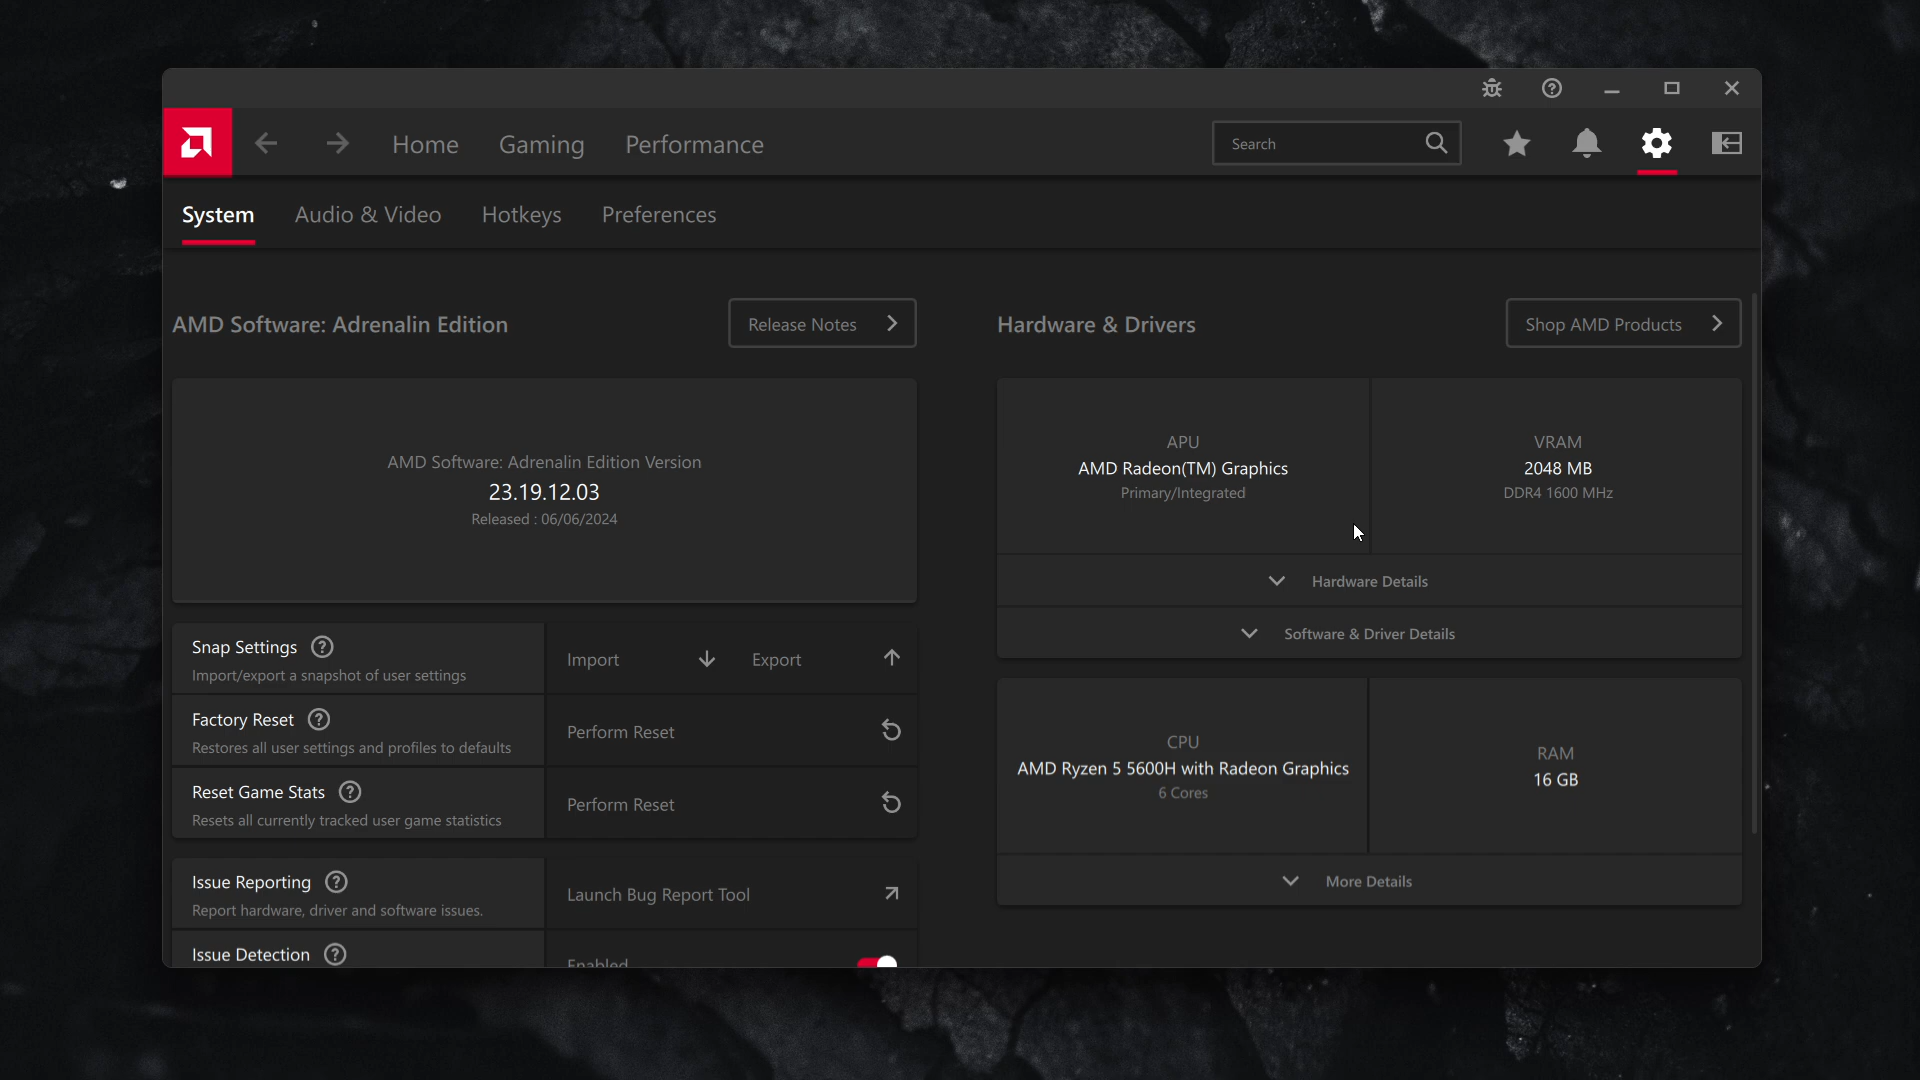 Home
Gaming
Performance
Search
System
Audio & Video
Hotkeys
Preferences
AMD Software: Adrenalin Edition
Release Notes
AMD Software: Adrenalin Edition Version
23.19.12.03
Released : 06/06/2024
Snap Settings
Import/export a snapshot of user settings
Import
Export
Factory Reset
Restores all user settings and profiles to defaults
Perform Reset
Reset Game Stats
Resets all currently tracked user game statistics
Perform Reset
Issue Reporting
Report hardware, driver and software issues.
Launch Bug Report Tool
Issue Detection
Enabled
Hardware & Drivers
Shop AMD Products
APU
AMD Radeon(TM) Graphics
Primary/Integrated
VRAM
2048 MB
DDR4 1600 MHz
Hardware Details
Software & Driver Details
CPU
AMD Ryzen 5 5600H with Radeon Graphics
6 Cores
RAM
16 GB
More Details